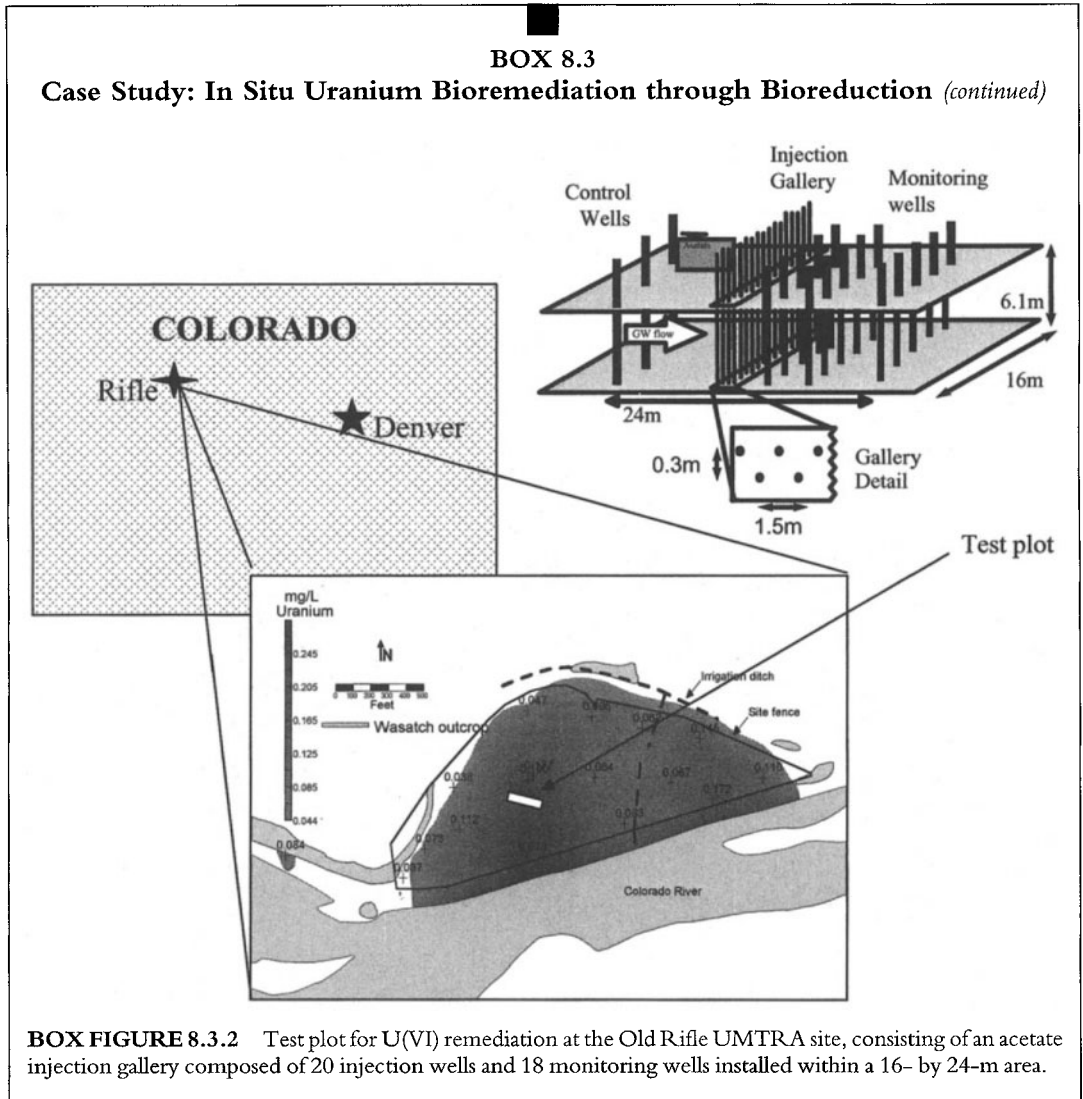 BOX 8.3
Case Study: In Situ Uranium Bioremediation through Bioreduction (continued)
Control
Wells
Injection
Gallery
Monitoring
wells
GW flow
6.1m
16m
24m
0.3m
Gallery
Detail
1.5m
COLORADO
Rifle
Denver
Test plot
mg/L
Uranium
0.245
0.205
0.165
0.125
0.085
0.044
N
0 100 200 300 400 500
Feet
Wasatch outcrop
Irrigation ditch
Site fence
0.047
0.038
0.084
0.087
0.112
0.073
0.172
0.084
Colorado River
BOX FIGURE 8.3.2 Test plot for U(VI) remediation at the Old Rifle UMTRA site, consisting of an acetate
injection gallery composed of 20 injection wells and 18 monitoring wells installed within a 16- by 24-m area.